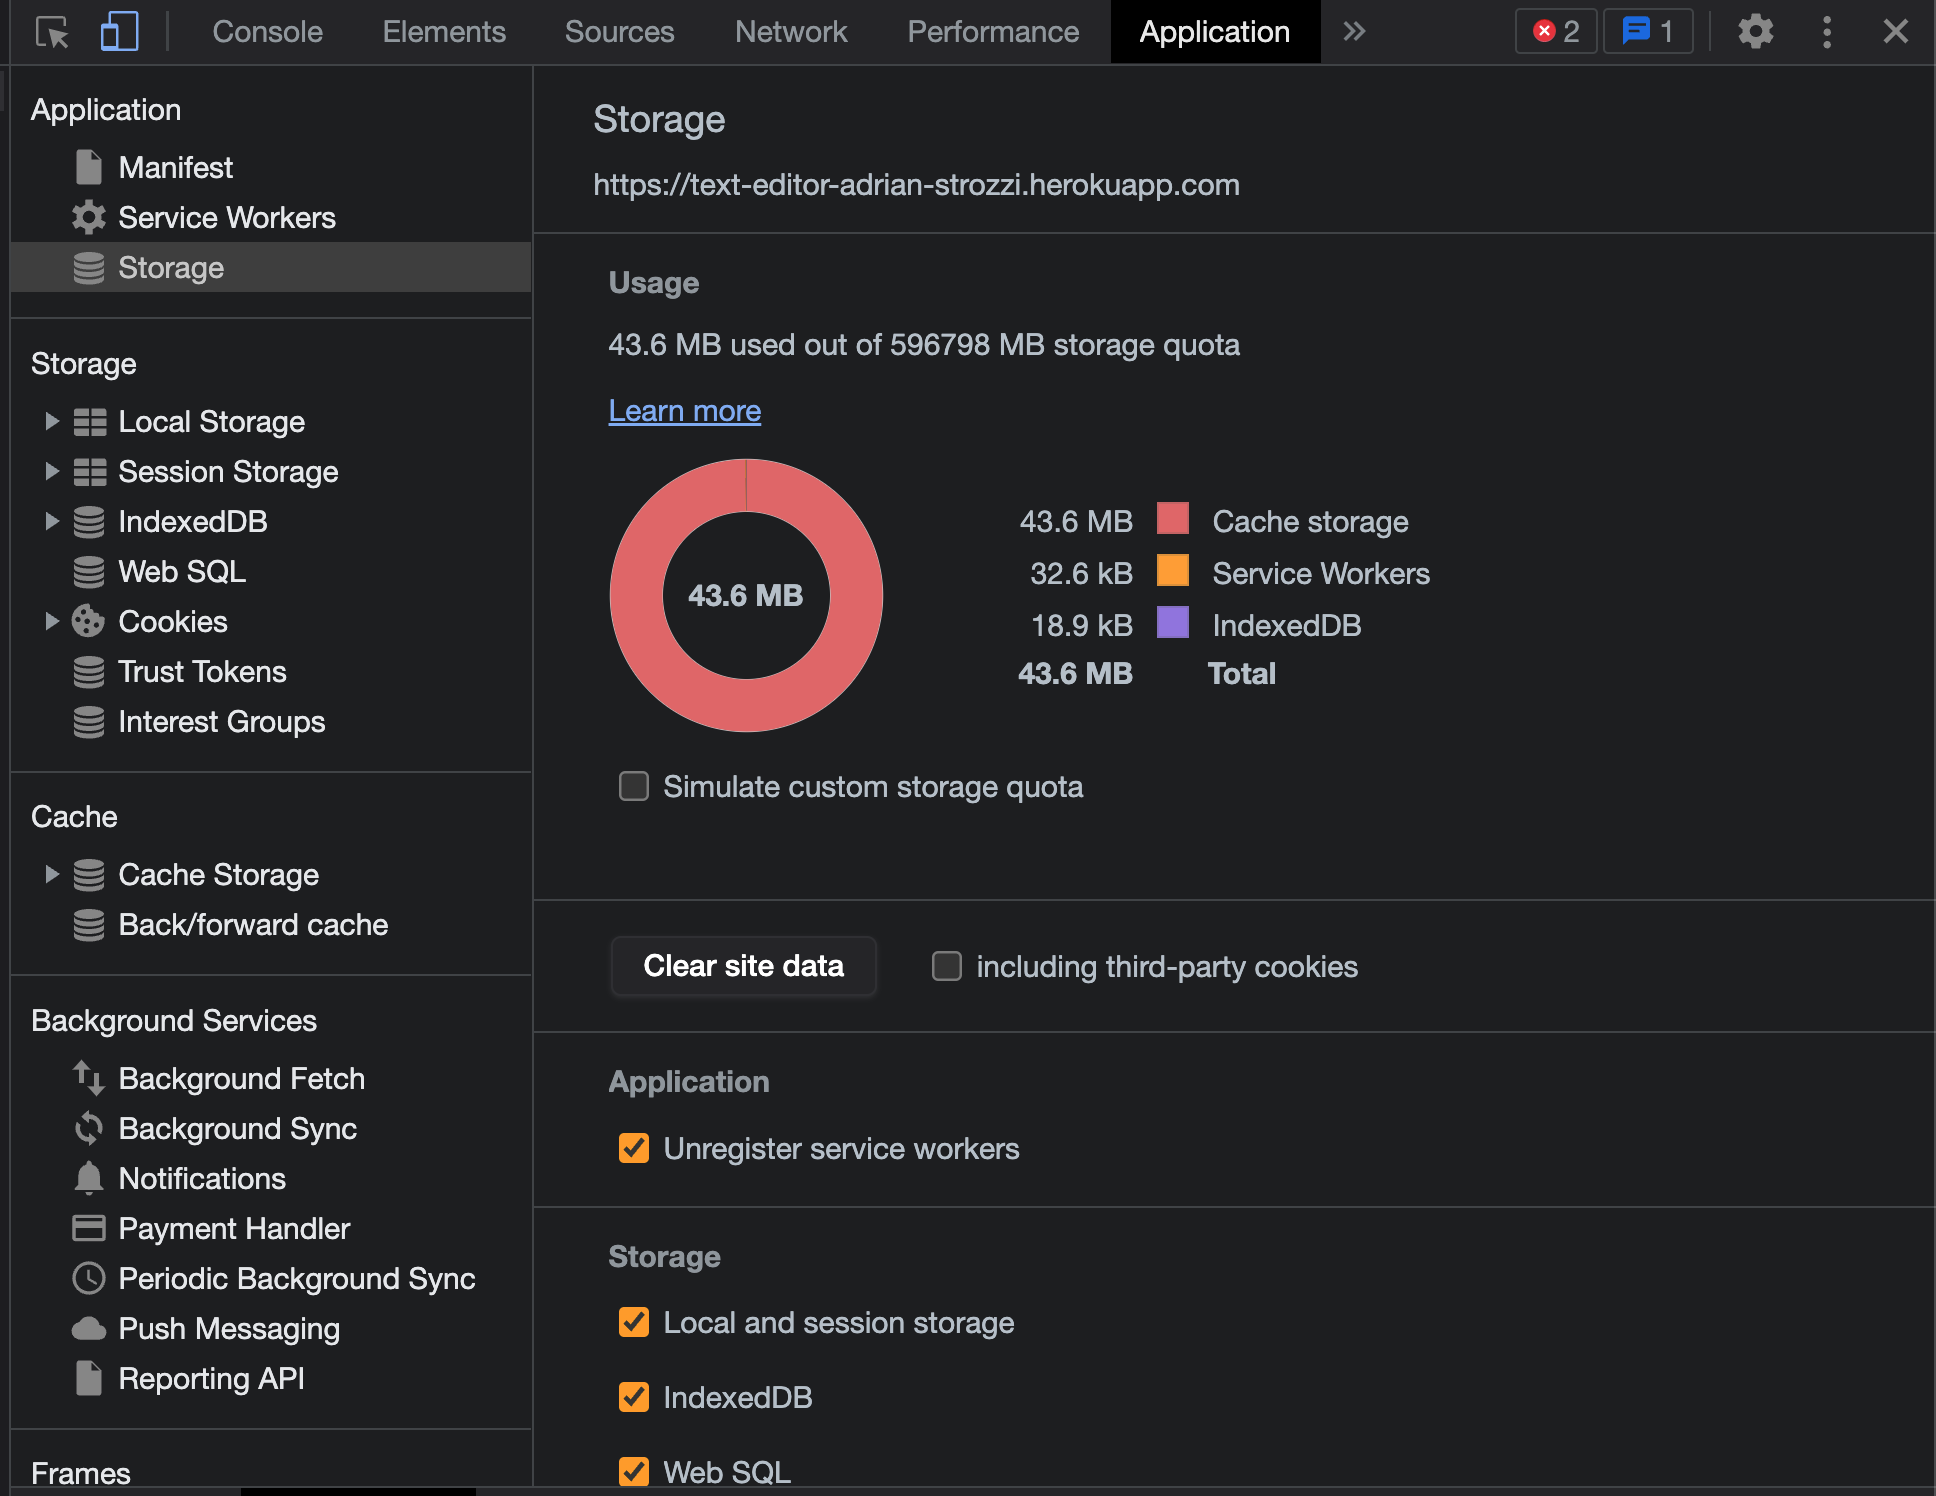 Console Elements Sources Network Performance Application » 2 1
Application
Manifest
Service Workers
Storage
Storage
Local Storage
Session Storage
IndexedDB
Web SQL
Cookies
Trust Tokens
Interest Groups
Cache
Cache Storage
Back/forward cache
Background Services
Background Fetch
Background Sync
Notifications
Payment Handler
Periodic Background Sync
Push Messaging
Reporting API
Frames
Storage
https://text-editor-adrian-strozzi.herokuapp.com
Usage
43.6 MB used out of 596798 MB storage quota
Learn more
43.6 MB
43.6 MB Cache storage
32.6 kB Service Workers
18.9 kB IndexedDB
43.6 MB Total
Simulate custom storage quota
Clear site data including third-party cookies
Application
Unregister service workers
Storage
Local and session storage
IndexedDB
Web SQL